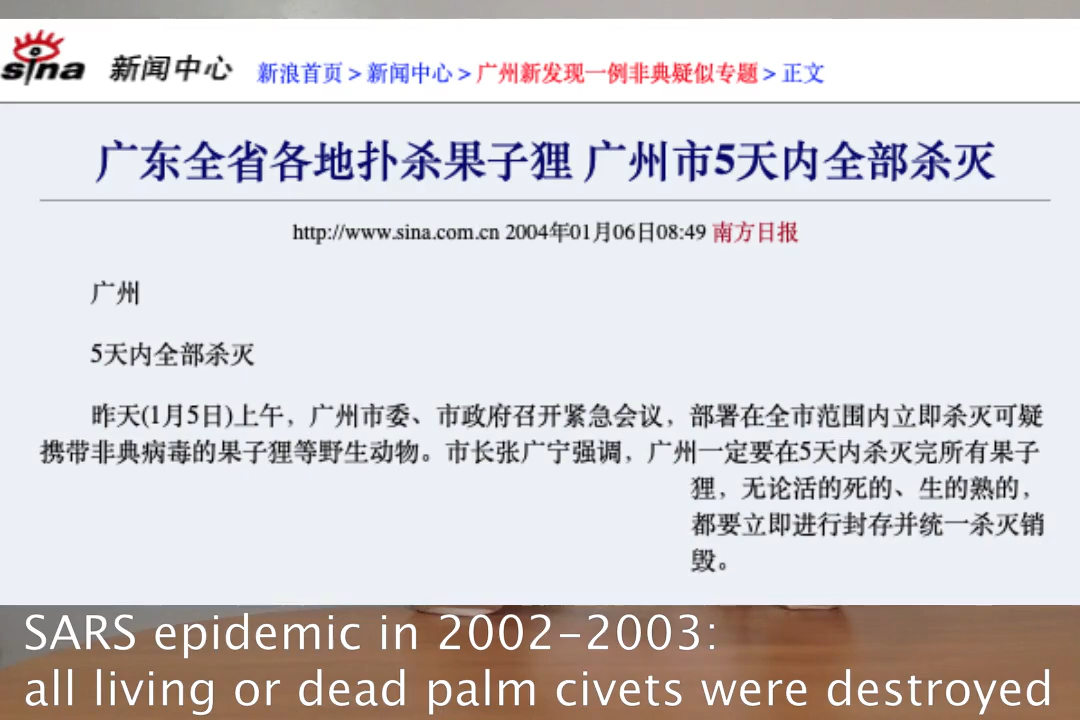 sina 新闻中心 新浪首页 > 新闻中心 > 广州新发现一例非典疑似专题 > 正文
广东全省各地扑杀果子狸 广州市5天内全部杀灭
http://www.sina.com.cn 2004年01月06日08:49 南方日报
广州
5天内全部杀灭
昨天(1月5日)上午，广州市委、市政府召开紧急会议，部署在全市范围内立即杀灭可疑
携带非典病毒的果子狸等野生动物。市长张广宁强调，广州一定要在5天内杀灭完所有果子
狸，无论活的死的、生的熟的，
都要立即进行封存并统一杀灭销
毁。
SARS epidemic in 2002-2003:
all living or dead palm civets were destroyed